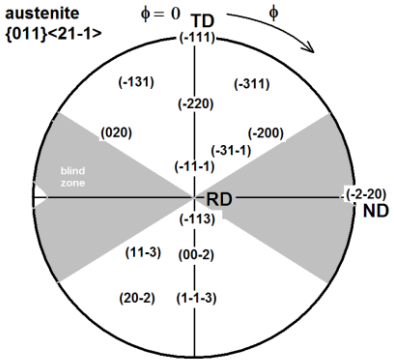 austenite
{011}<21-1>
ϕ = 0
TD
ϕ
(-111)
(-131)
(-311)
(-220)
(020)
(-200)
(-31-1)
(-11-1)
blind
zone
RD
(-2-20)
ND
(-113)
(11-3)
(00-2)
(20-2)
(1-1-3)